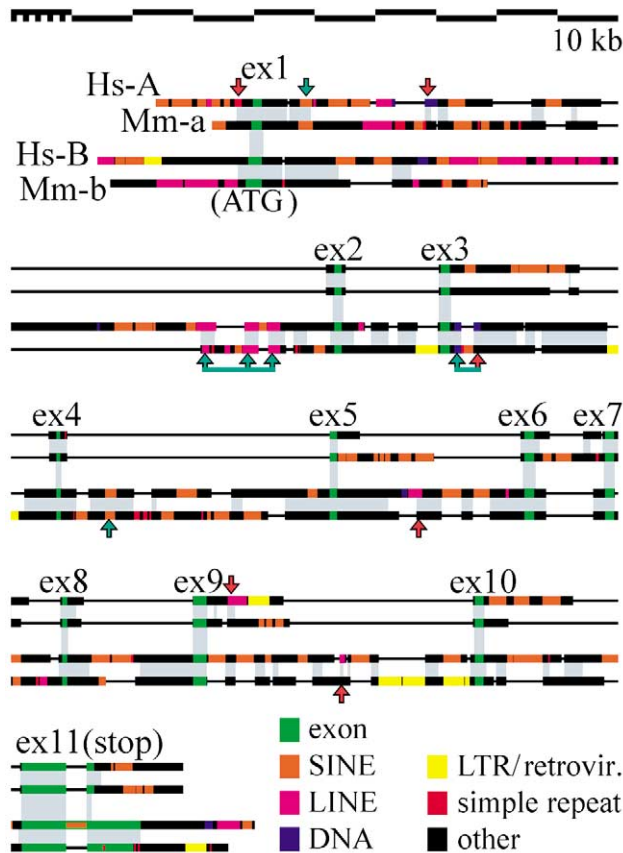 10 kb
ex1
Hs-A
Mm-a
Hs-B
Mm-b
(ATG)
ex2 ex3
ex4 ex5 ex6 ex7
ex8 ex9 ex10
ex11(stop)
exon
SINE LTR/retrovir.
LINE simple repeat
DNA other